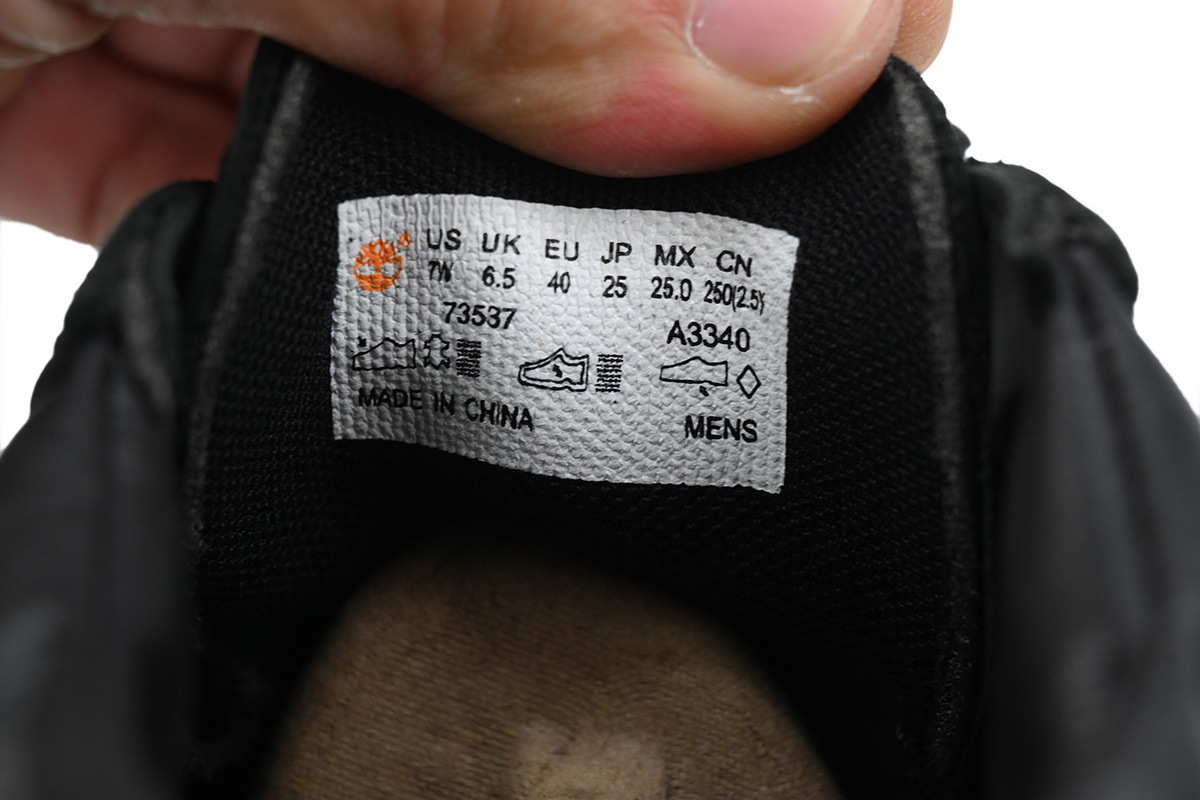 US UK EU JP MX CN
7W 6.5 40 25 25.0 250(2.5)
73537 A3340
MADE IN CHINA MENS